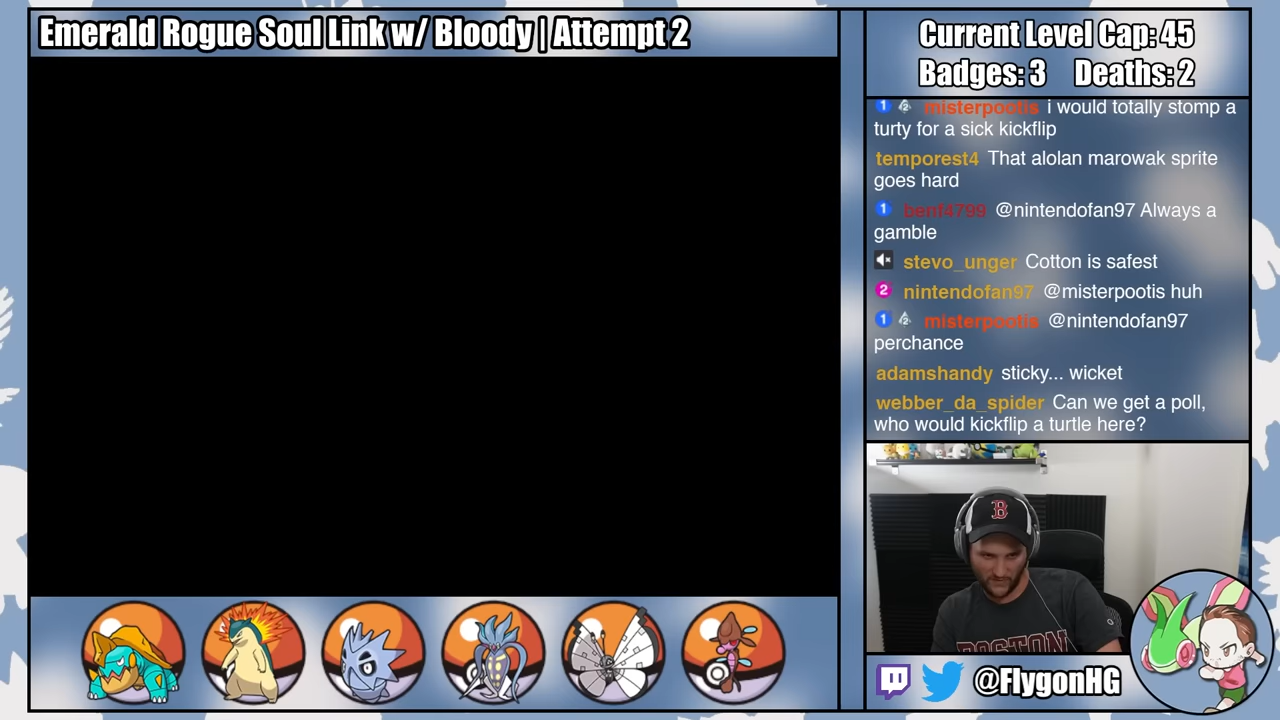 Emerald Rogue Soul Link w/ Bloody | Attempt 2
Current Level Cap: 45
Badges: 3 Deaths: 2
misterpootis i would totally stomp a
turty for a sick kickflip
temporest4 That alolan marowak sprite
goes hard
benf4799 @nintendofan97 Always a
gamble
stevo_unger Cotton is safest
2 nintendofan97 @misterpootis huh
misterpootis @nintendofan97
perchance
adamshandy sticky... wicket
webber_da_spider Can we get a poll,
who would kickflip a turtle here?
B
BOSTON
@FlygonHG